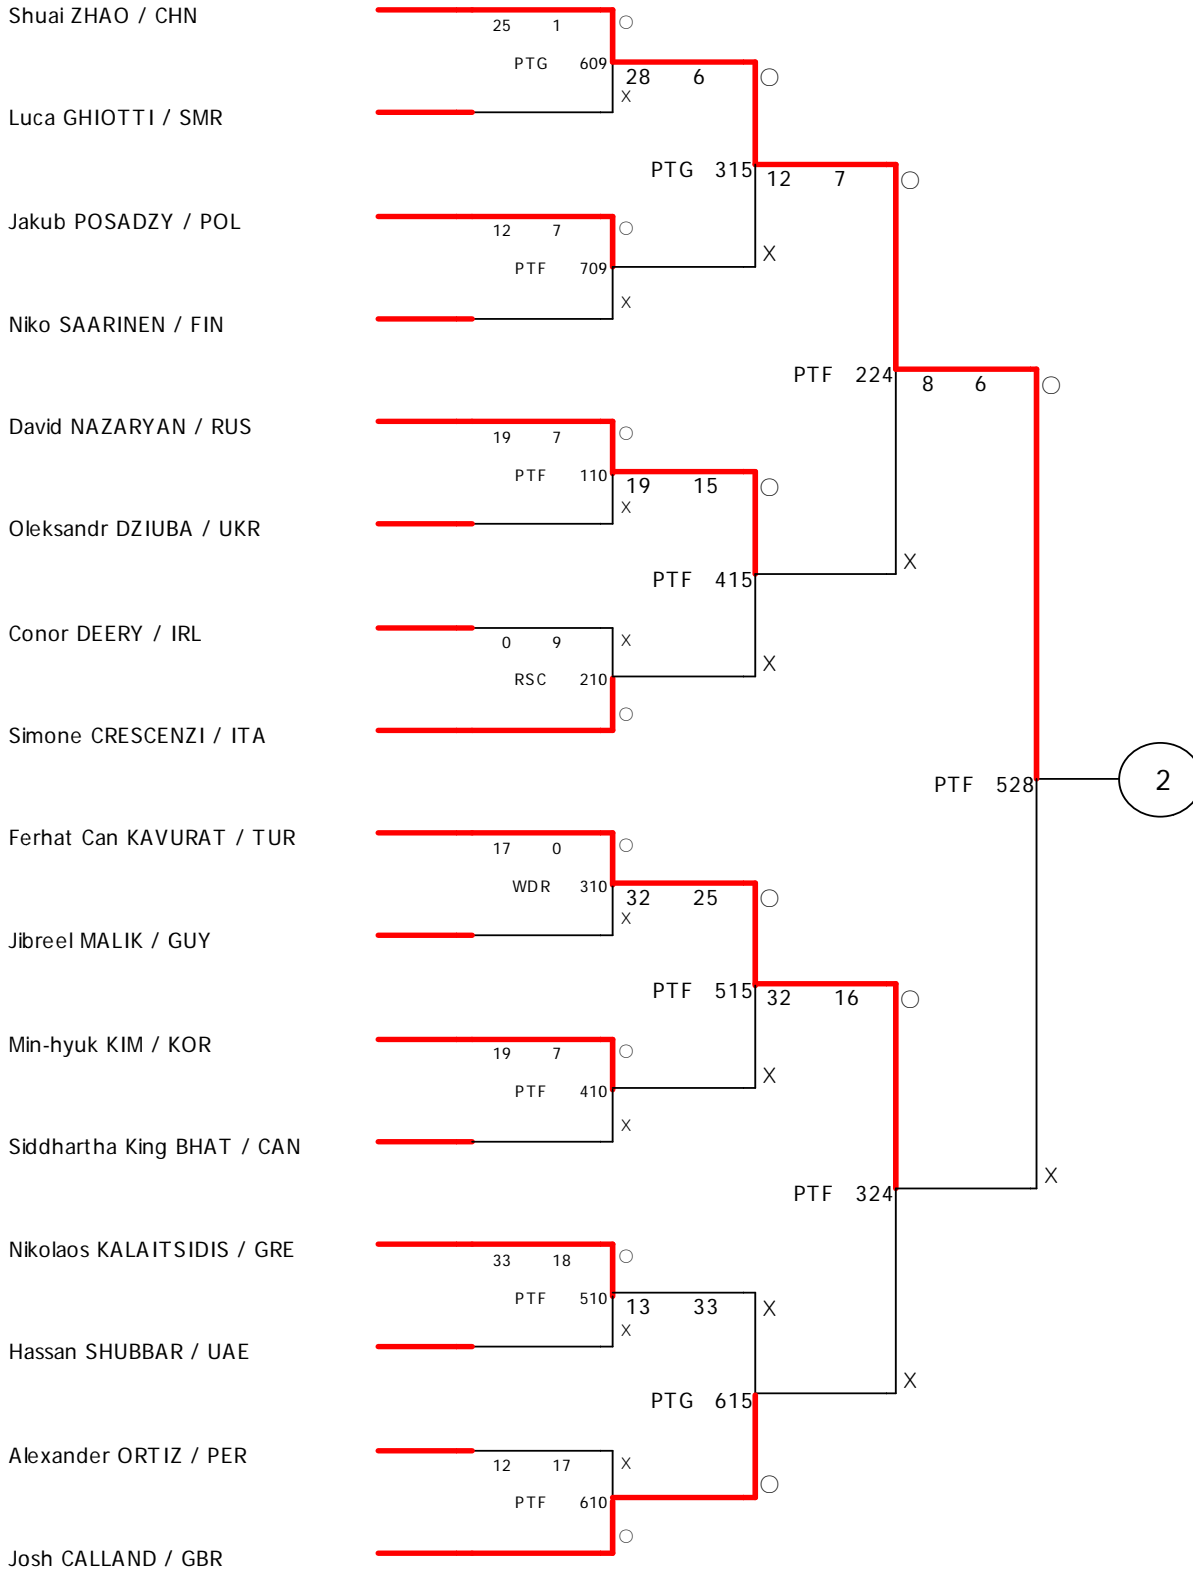 Shuai ZHAO / CHN
25 1 ○
PTG 609
28 6 ○
X
Luca GHIOTTI / SMR
PTG 315
12 7 ○
Jakub POSADZY / POL
12 7 ○
PTF 709
X
X
Niko SAARINEN / FIN
PTF 224
8 6 ○
David NAZARYAN / RUS
19 7 ○
PTF 110
19 15 ○
X
Oleksandr DZIUBA / UKR
X
PTF 415
Conor DEERY / IRL
0 9 X
X
RSC 210
○
Simone CRESCENZI / ITA
PTF 528
2
Ferhat Can KAVURAT / TUR
17 0 ○
WDR 310
32 25 ○
X
Jibreel MALIK / GUY
PTF 515
32 16 ○
Min-hyuk KIM / KOR
19 7 ○
X
PTF 410
X
Siddhartha King BHAT / CAN
X
PTF 324
Nikolaos KALAITSIDIS / GRE
33 18 ○
PTF 510
13 33 X
X
Hassan SHUBBAR / UAE
X
PTG 615
Alexander ORTIZ / PER
12 17 X
○
PTF 610
○
Josh CALLAND / GBR